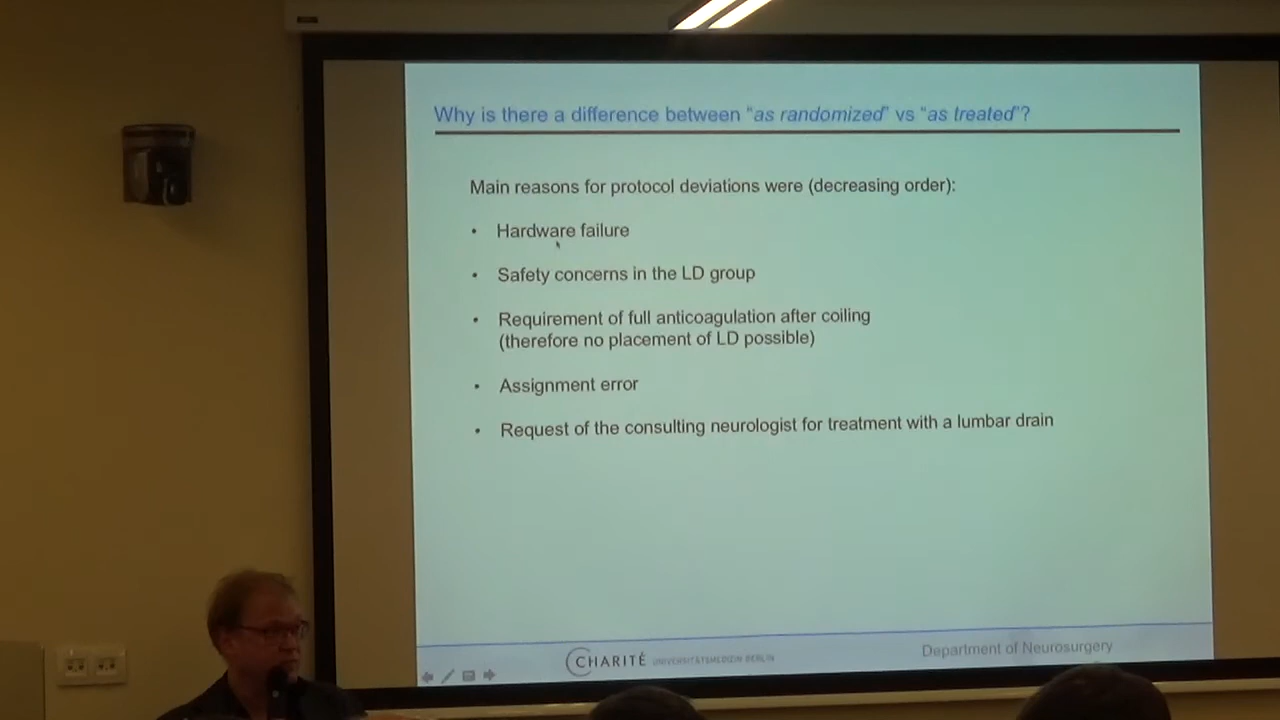 Why is there a difference between "as randomized" vs "as treated"?
Main reasons for protocol deviations were (decreasing order):
• Hardware failure
• Safety concerns in the LD group
• Requirement of full anticoagulation after coiling
(therefore no placement of LD possible)
• Assignment error
• Request of the consulting neurologist for treatment with a lumbar drain
CHARITÉ UNIVERSITÄTSMEDIZIN BERLIN
Department of Neurosurgery